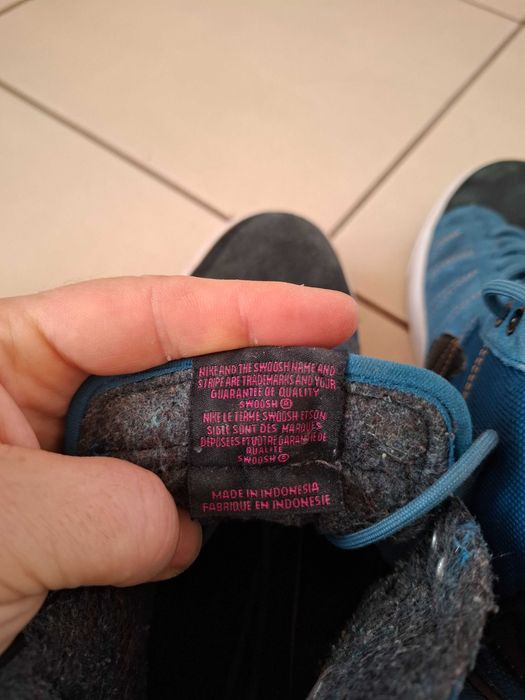 NIKE AND THE SWOOSH NAME AND
STRIPE ARE TRADEMARKS AND YOUR
GUARANTEE OF QUALITY
SWOOSH ®
NIKE LE TERME SWOOSH ET SON
SIGLE SONT DES MARQUES
DEPOSEES ET VOTRE GARANTIE DE
QUALITE
SWOOSH ®
MADE IN INDONESIA
FABRIQUE EN INDONESIE